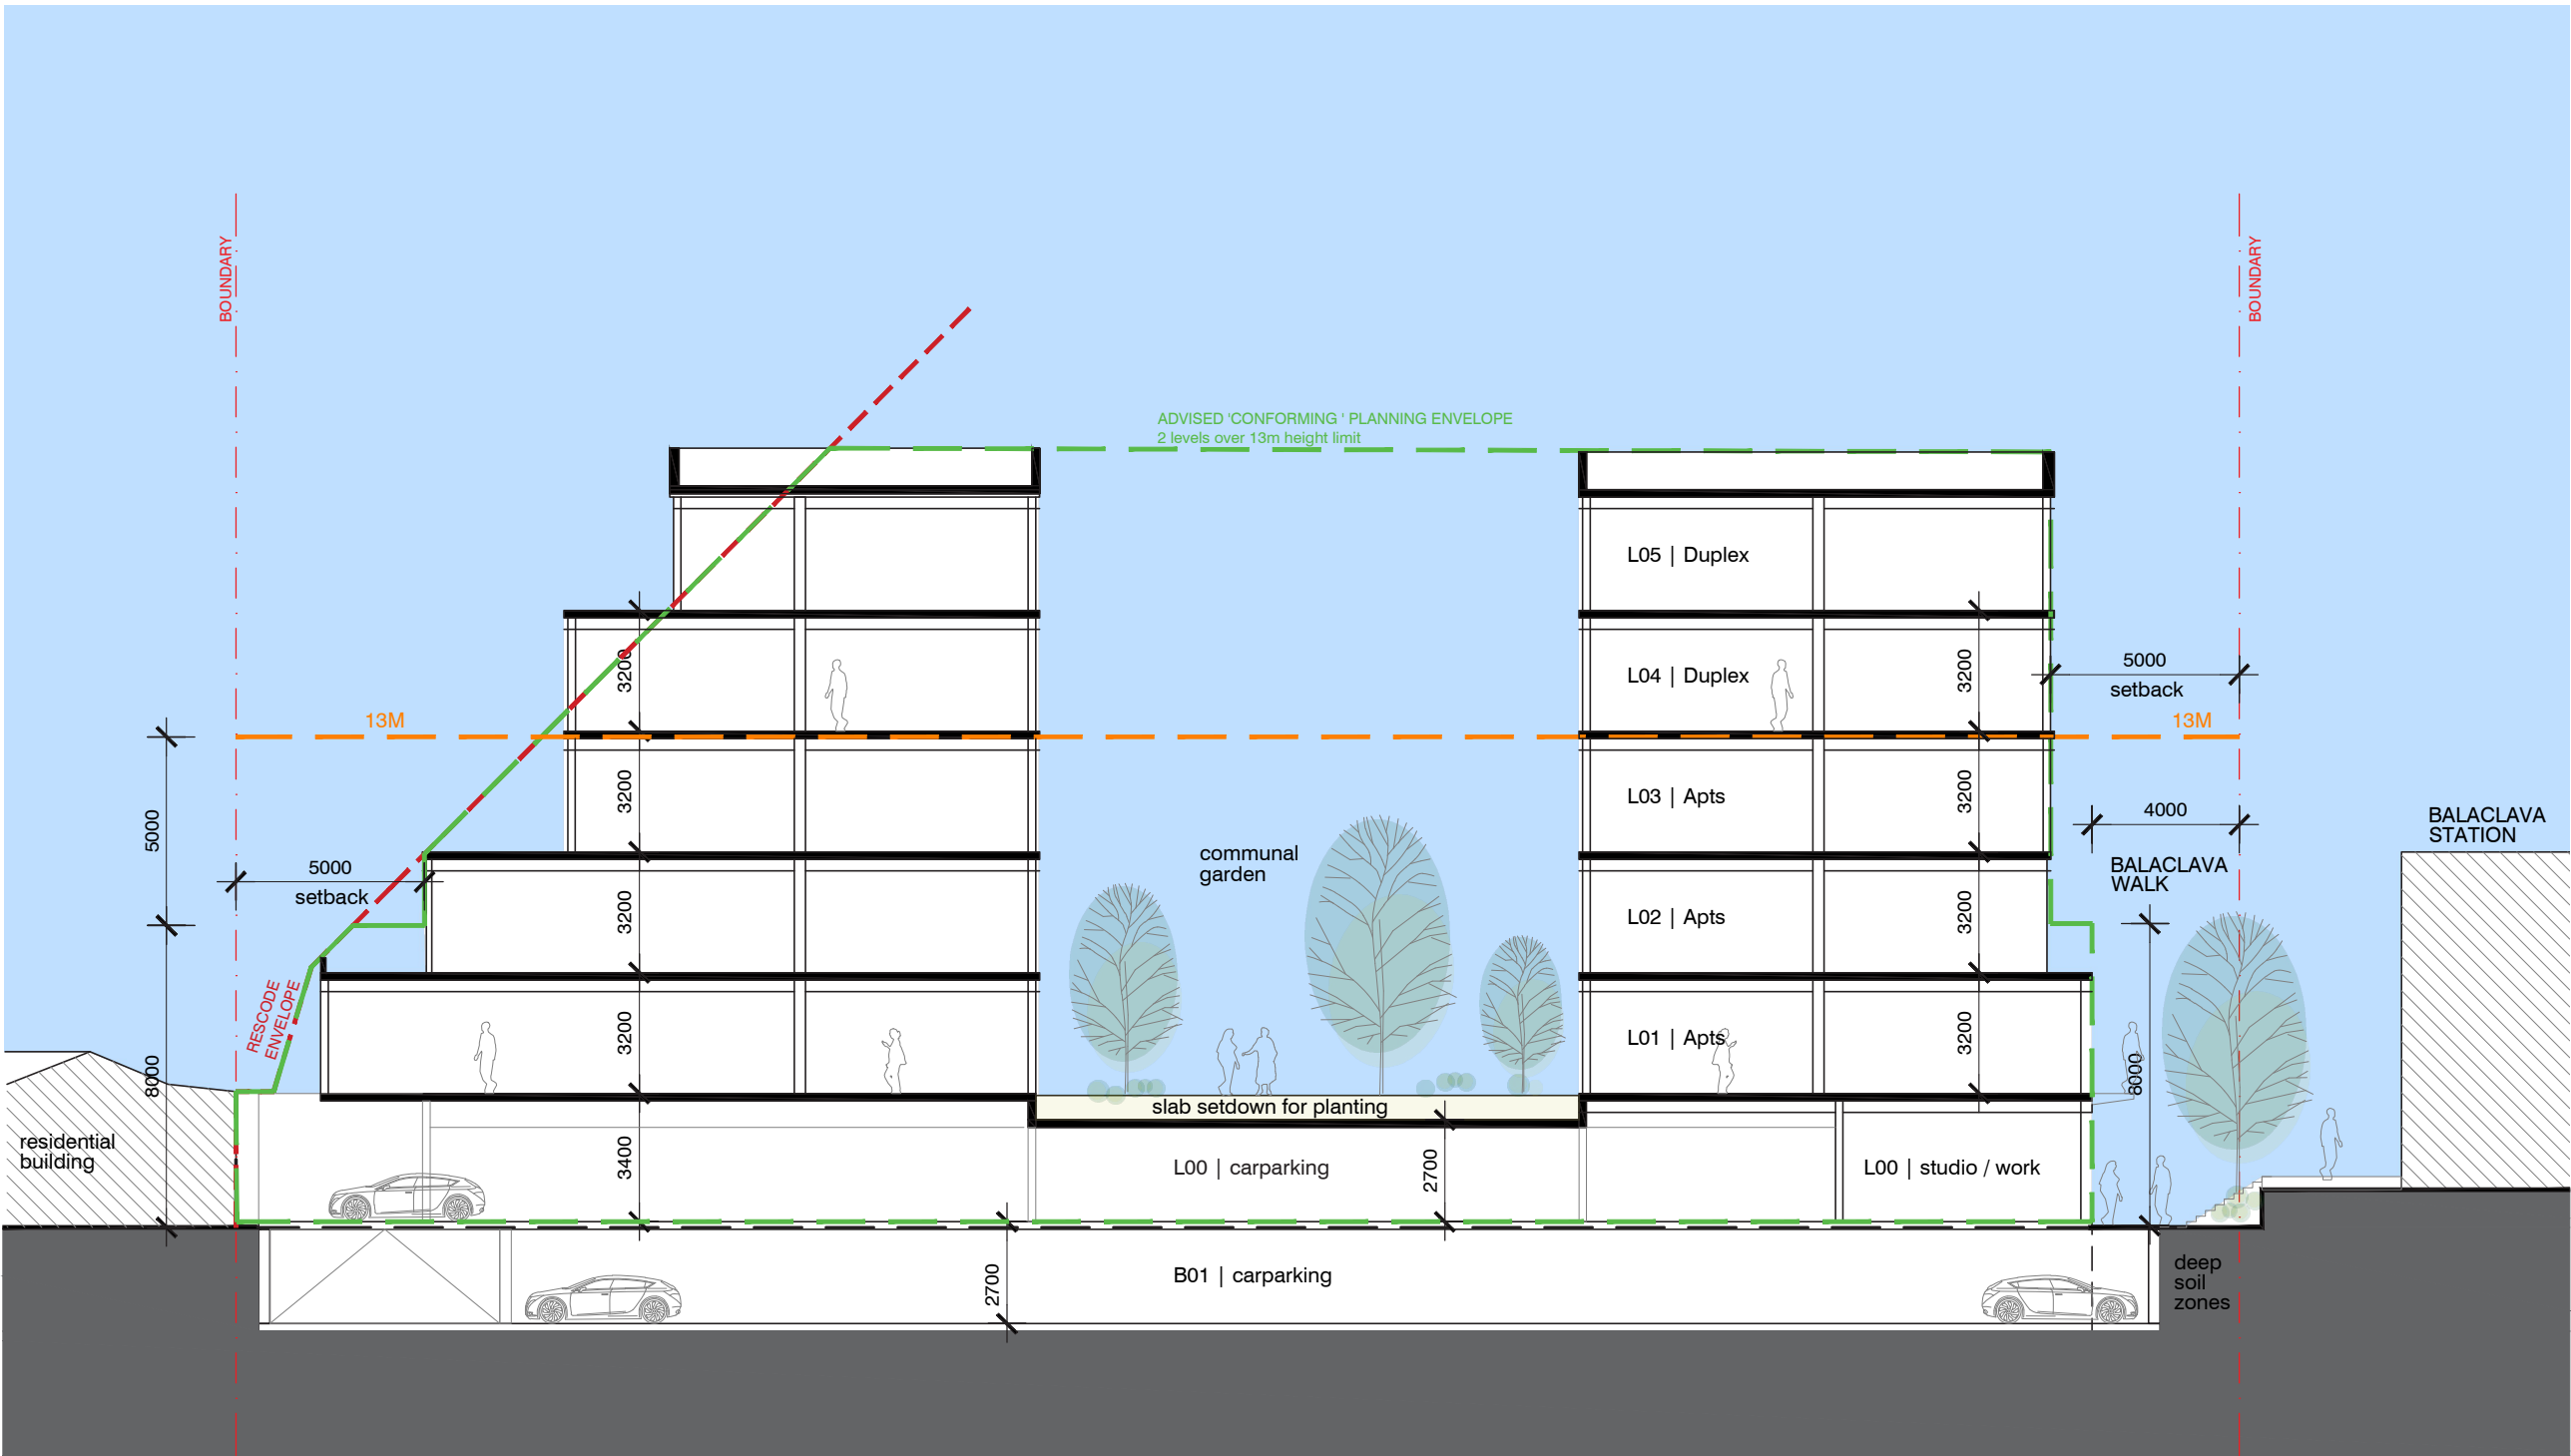 BOUNDARY
BOUNDARY
ADVISED 'CONFORMING ' PLANNING ENVELOPE
2 levels over 13m height limit
L05 | Duplex
3200
L04 | Duplex
3200
5000
setback
13M
13M
5000
3200
L03 | Apts
3200
4000
BALACLAVA
STATION
5000
setback
communal
garden
BALACLAVA
WALK
3200
L02 | Apts
3200
RESCODE
ENVELOPE
8000
3200
L01 | Apts
3200
8000
slab setdown for planting
residential
building
3400
L00 | carparking
2700
L00 | studio / work
2700
B01 | carparking
deep
soil
zones